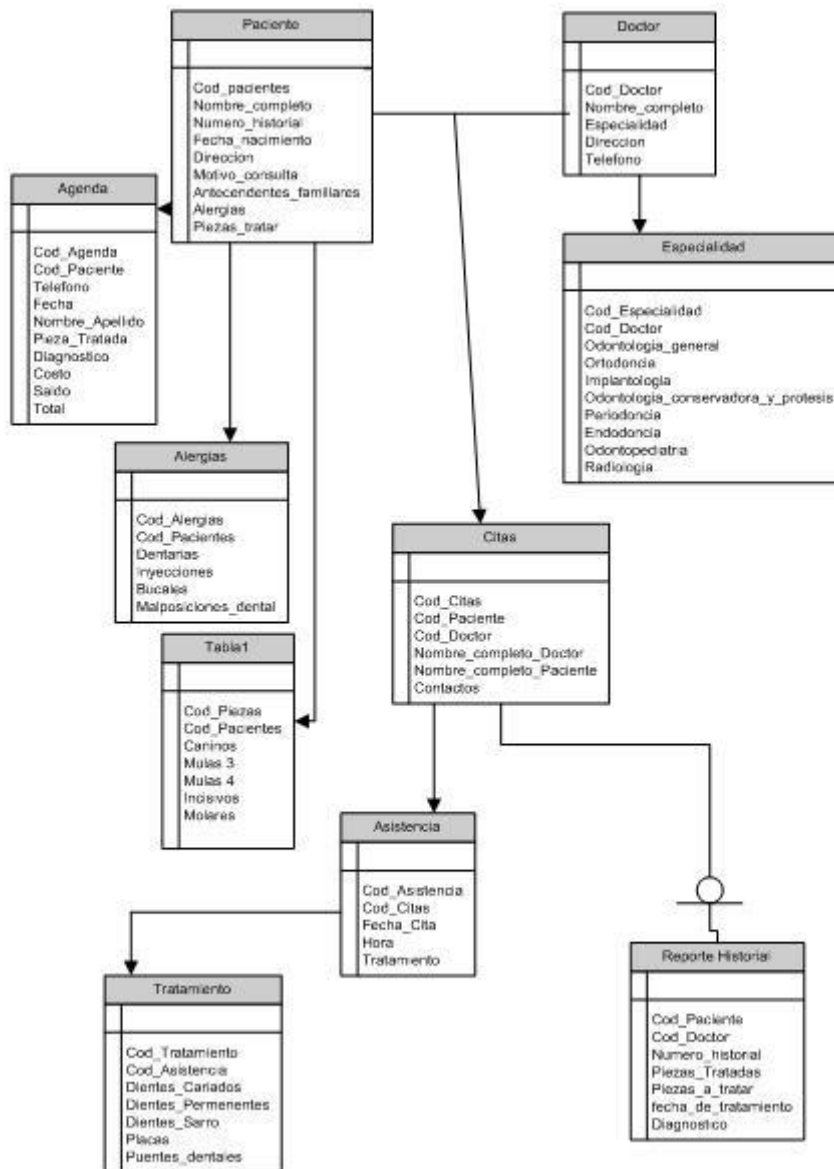 Paciente
Cod_pacientes
Nombre_completo
Numero_historial
Fecha_nacimiento
Direccion
Motivo_consulta
Antecendentes_familiares
Alergias
Piezas_tratar
Doctor
Cod_Doctor
Nombre_completo
Especialidad
Direccion
Telefono
Agenda
Cod_Agenda
Cod_Paciente
Telefono
Fecha
Nombre_Apellido
Pieza_Tratada
Diagnostico
Costo
Saldo
Total
Especialidad
Cod_Especialidad
Cod_Doctor
Odontologia_general
Ortodoncia
Implantologia
Odontologia_conservadora_y_protesis
Periodoncia
Endodoncia
Odontopediatria
Radiologia
Alergias
Cod_Alergias
Cod_Pacientes
Dentarias
Inyecciones
Bucales
Malposiciones_dental
Citas
Cod_Citas
Cod_Paciente
Cod_Doctor
Nombre_completo_Doctor
Nombre_completo_Paciente
Contactos
Tabla1
Cod_Piezas
Cod_Pacientes
Caninos
Mulas 3
Mulas 4
Incisivos
Molares
Asistencia
Cod_Asistencia
Cod_Citas
Fecha_Cita
Hora
Tratamiento
Tratamiento
Cod_Tratamiento
Cod_Asistencia
Dientes_Cariados
Dientes_Permenentes
Dientes_Sarro
Placas
Puentes_dentales
Reporte Historial
Cod_Paciente
Cod_Doctor
Numero_historial
Piezas_Tratadas
Piezas_a_tratar
fecha_de_tratamiento
Diagnostico